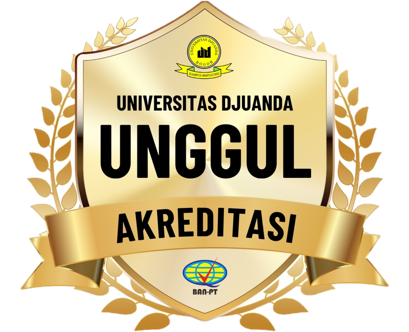 UNIVERSITAS DJUANDA
UNGGUL
AKREDITASI
BAN-PT